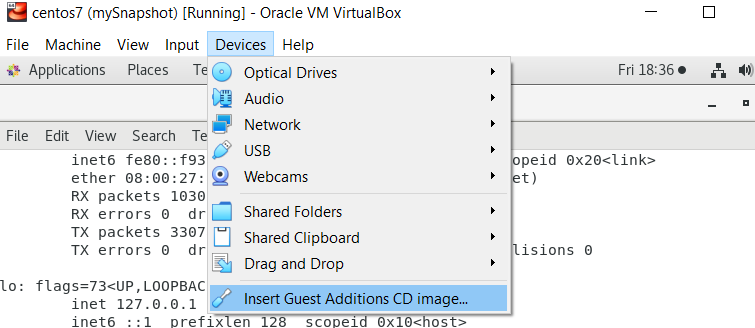 centos7 (mySnapshot) [Running] - Oracle VM VirtualBox
File Machine View Input Devices Help
Applications Places Te Fri 18:36
File Edit View Search Te
Optical Drives
Audio
Network
USB
Webcams
Shared Folders
Shared Clipboard
Drag and Drop
Insert Guest Additions CD image...
inet6 fe80::f93 opeid 0x20<link>
ether 08:00:27: et)
RX packets 1030
RX errors 0 dr
TX packets 3307
TX errors 0 d lisions 0
lo: flags=73<UP,LOOPBAC
inet 127.0.0.1
inet6 ::1 prefixlen 128 scopeid 0x10<host>